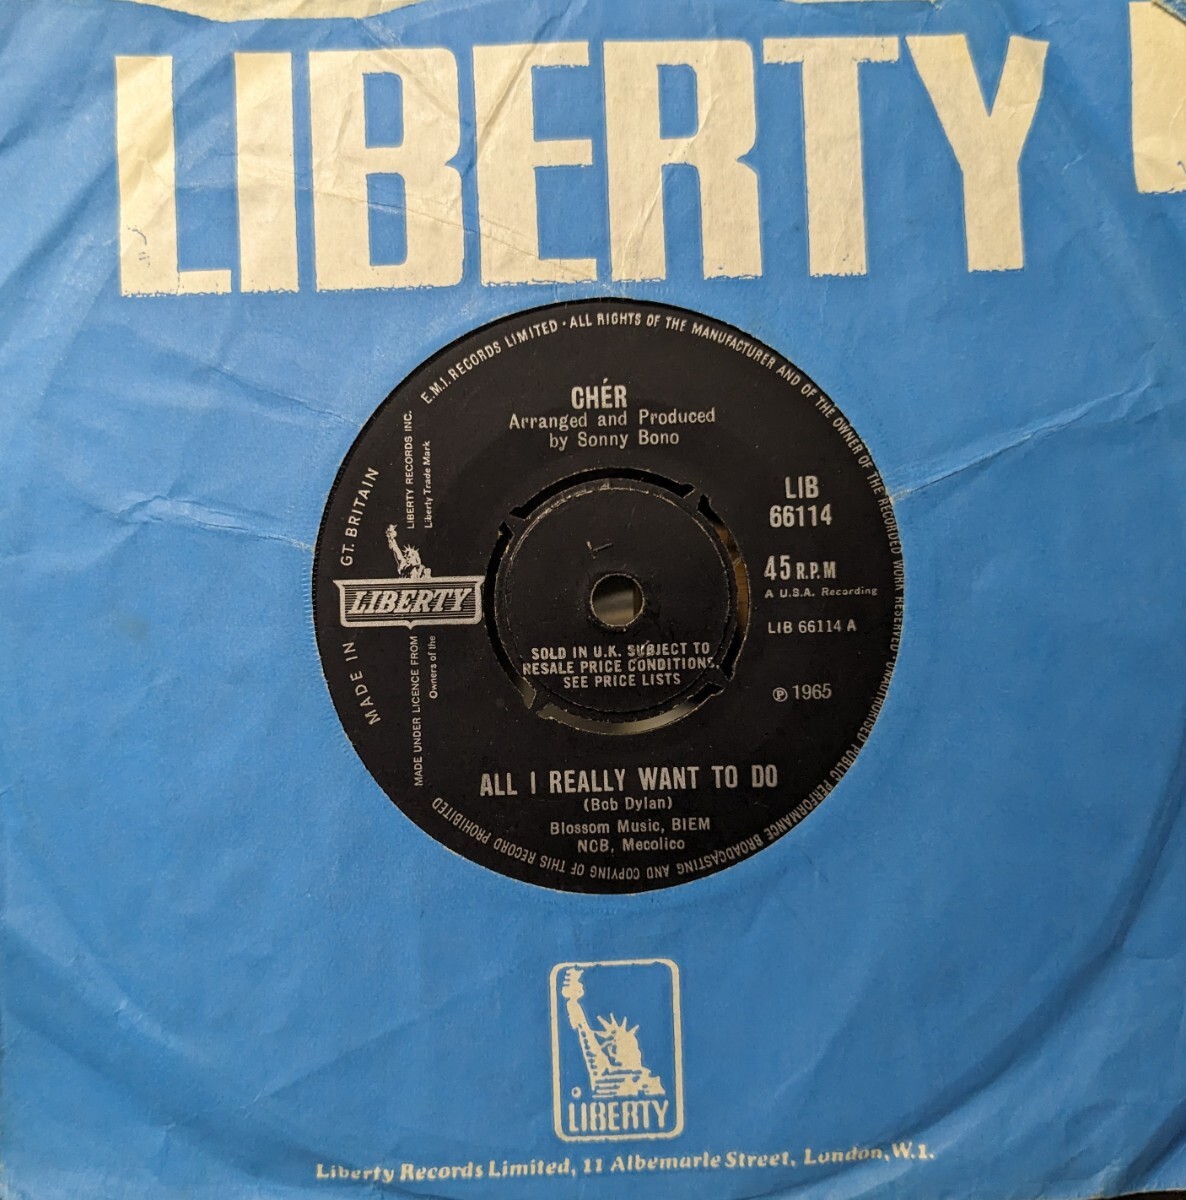 LIBERTY
E.M.I. RECORDS LIMITED · ALL RIGHTS OF THE MANUFACTURER AND OF THE OWNER OF THE RECORDED WORK RESERVED · UNAUTHORISED PUBLIC PERFORMANCE BROADCASTING AND COPYING OF THIS RECORD PROHIBITED
MADE IN GT. BRITAIN
CHÉR
Arranged and Produced
by Sonny Bono
LIBERTY RECORDS INC.
Liberty Trade Mark
LIBERTY
MADE UNDER LICENCE FROM
Owners of the
LIB
66114
45 R.P.M
A U.S.A. Recording
LIB 66114 A
℗ 1965
SOLD IN U.K. SUBJECT TO
RESALE PRICE CONDITIONS,
SEE PRICE LISTS
ALL I REALLY WANT TO DO
(Bob Dylan)
Blossom Music, BIEM
NCB, Mecolico
LIBERTY
Liberty Records Limited, 11 Albemarle Street, London, W.1.